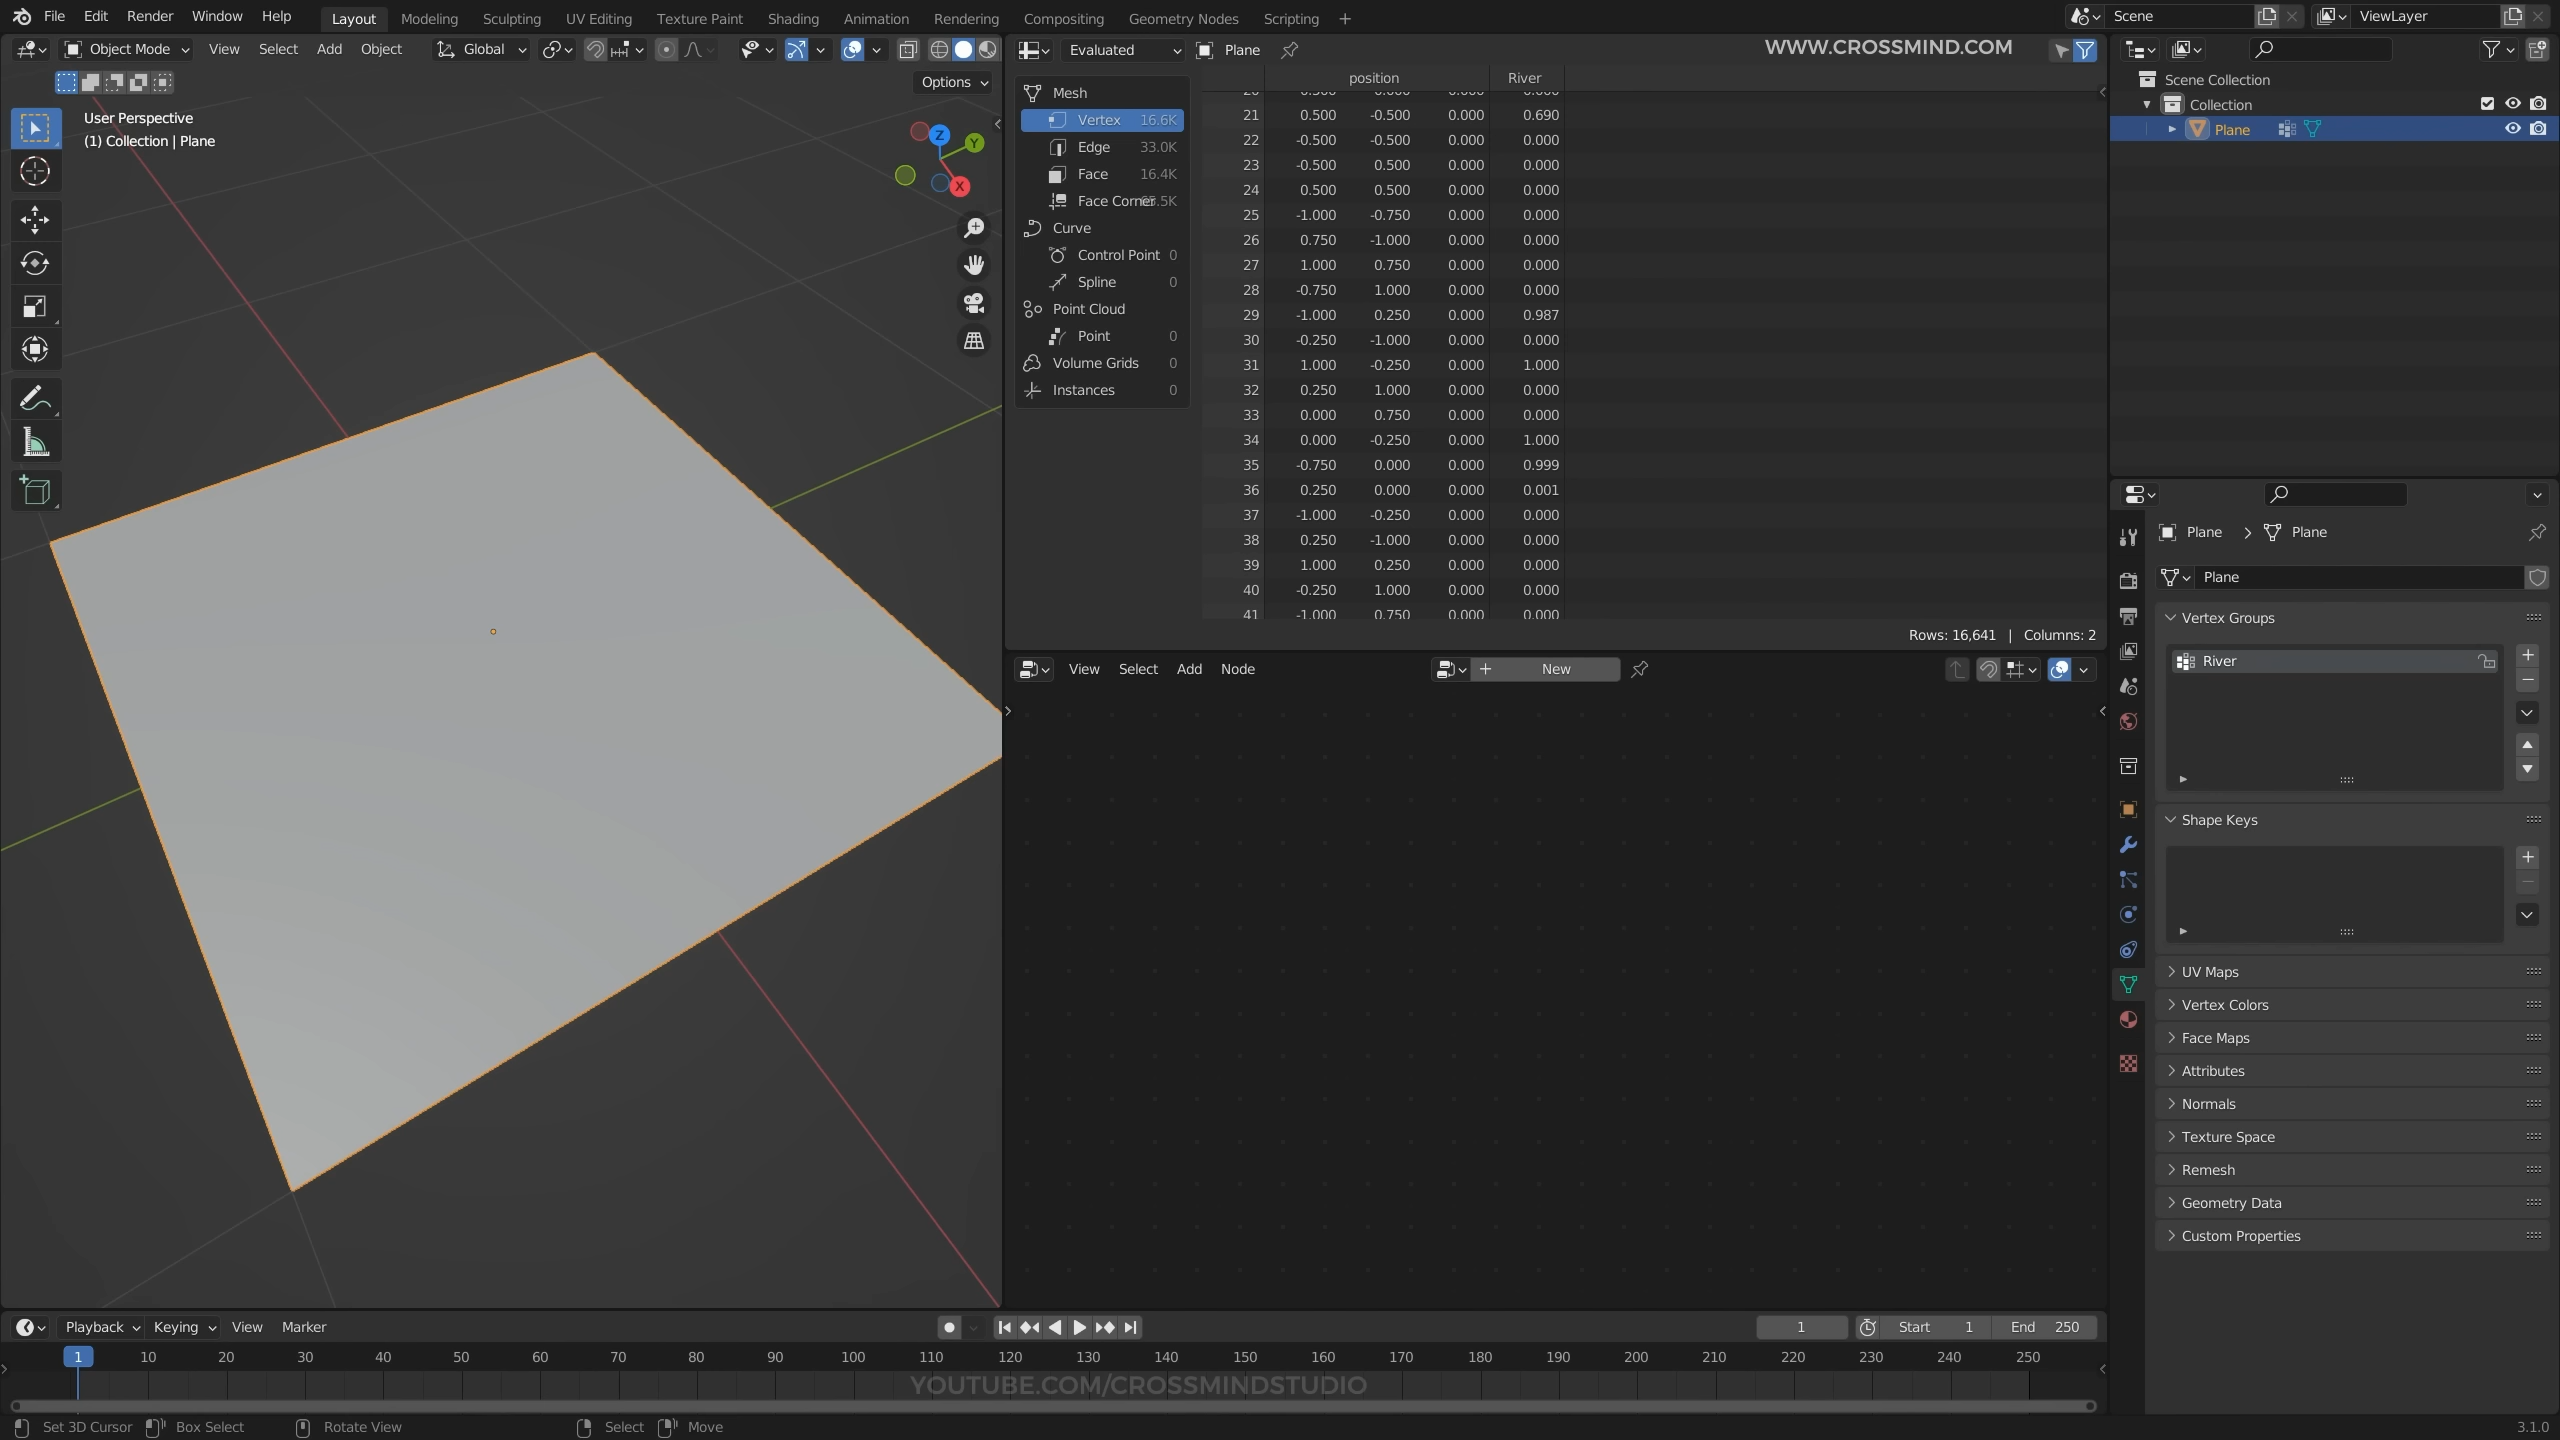 File Edit Render Window Help Layout Modeling Sculpting UV Editing Texture Paint Shading Animation Rendering Compositing Geometry Nodes Scripting + Scene ViewLayer
Object Mode View Select Add Object Global
Options
User Perspective
(1) Collection | Plane
Z Y X
Evaluated Plane WWW.CROSSMIND.COM
position River
Mesh
Vertex 16.6K
Edge 33.0K
Face 16.4K
Face Corner
Curve
Control Point 0
Spline 0
Point Cloud
Point 0
Volume Grids 0
Instances 0
21 0.500 -0.500 0.000 0.690
22 -0.500 -0.500 0.000 0.000
23 -0.500 0.500 0.000 0.000
24 0.500 0.500 0.000 0.000
25 -1.000 -0.750 0.000 0.000
26 0.750 -1.000 0.000 0.000
27 1.000 0.750 0.000 0.000
28 -0.750 1.000 0.000 0.000
29 -1.000 0.250 0.000 0.987
30 -0.250 -1.000 0.000 0.000
31 1.000 -0.250 0.000 1.000
32 0.250 1.000 0.000 0.000
33 0.000 0.750 0.000 0.000
34 0.000 -0.250 0.000 1.000
35 -0.750 0.000 0.000 0.999
36 0.250 0.000 0.000 0.001
37 -1.000 -0.250 0.000 0.000
38 0.250 -1.000 0.000 0.000
39 1.000 0.250 0.000 0.000
40 -0.250 1.000 0.000 0.000
41 -1.000 0.750 0.000 0.000
Rows: 16,641 | Columns: 2
View Select Add Node + New
Scene Collection
Collection
Plane
Plane > Plane
Plane
Vertex Groups
River
Shape Keys
UV Maps
Vertex Colors
Face Maps
Attributes
Normals
Texture Space
Remesh
Geometry Data
Custom Properties
Playback Keying View Marker 1 Start 1 End 250
1 10 20 30 40 50 60 70 80 90 100 110 120 130 140 150 160 170 180 190 200 210 220 230 240 250
YOUTUBE.COM/CROSSMINDSTUDIO
Set 3D Cursor Box Select Rotate View Select Move 3.1.0